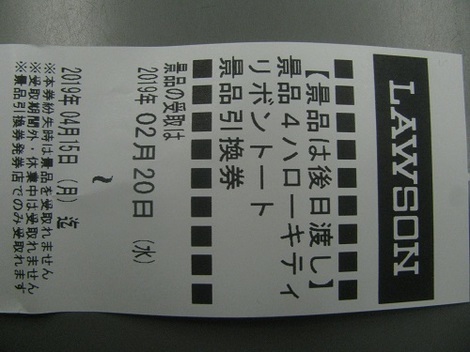 LAWSON
■■■■■■■■■■■■■
【景品は後日渡し】
景品4ハローキティ
リボントート
景品引換券
■■■■■■■■■■■■■
景品の受取は
2019年 02月20日 (水)
~
2019年 04月15日 (月) 迄
※本券紛失時は景品を受取れません
※受取期間外・休業中は受取れません
※景品引換券発券店でのみ受取れます